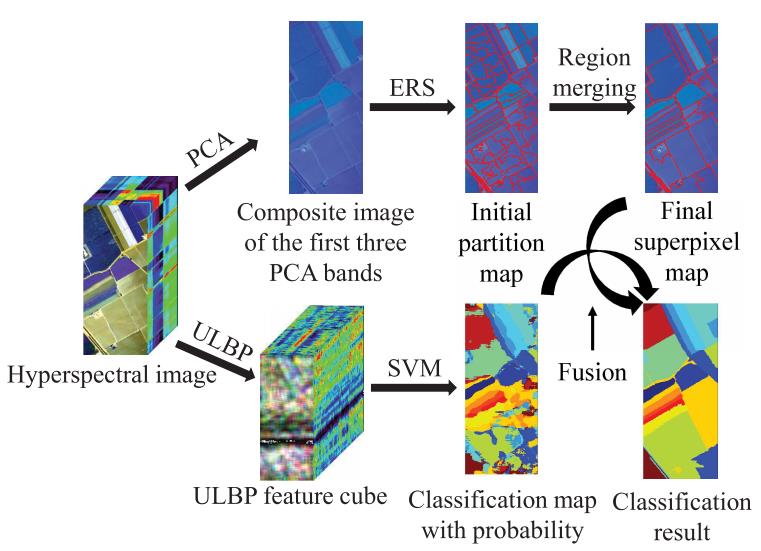 PCA
ERS
Region
merging
Composite image
of the first three
PCA bands
Initial
partition
map
Final
superpixel
map
Hyperspectral image
ULBP
SVM
Fusion
ULBP feature cube
Classification map
with probability
Classification
result